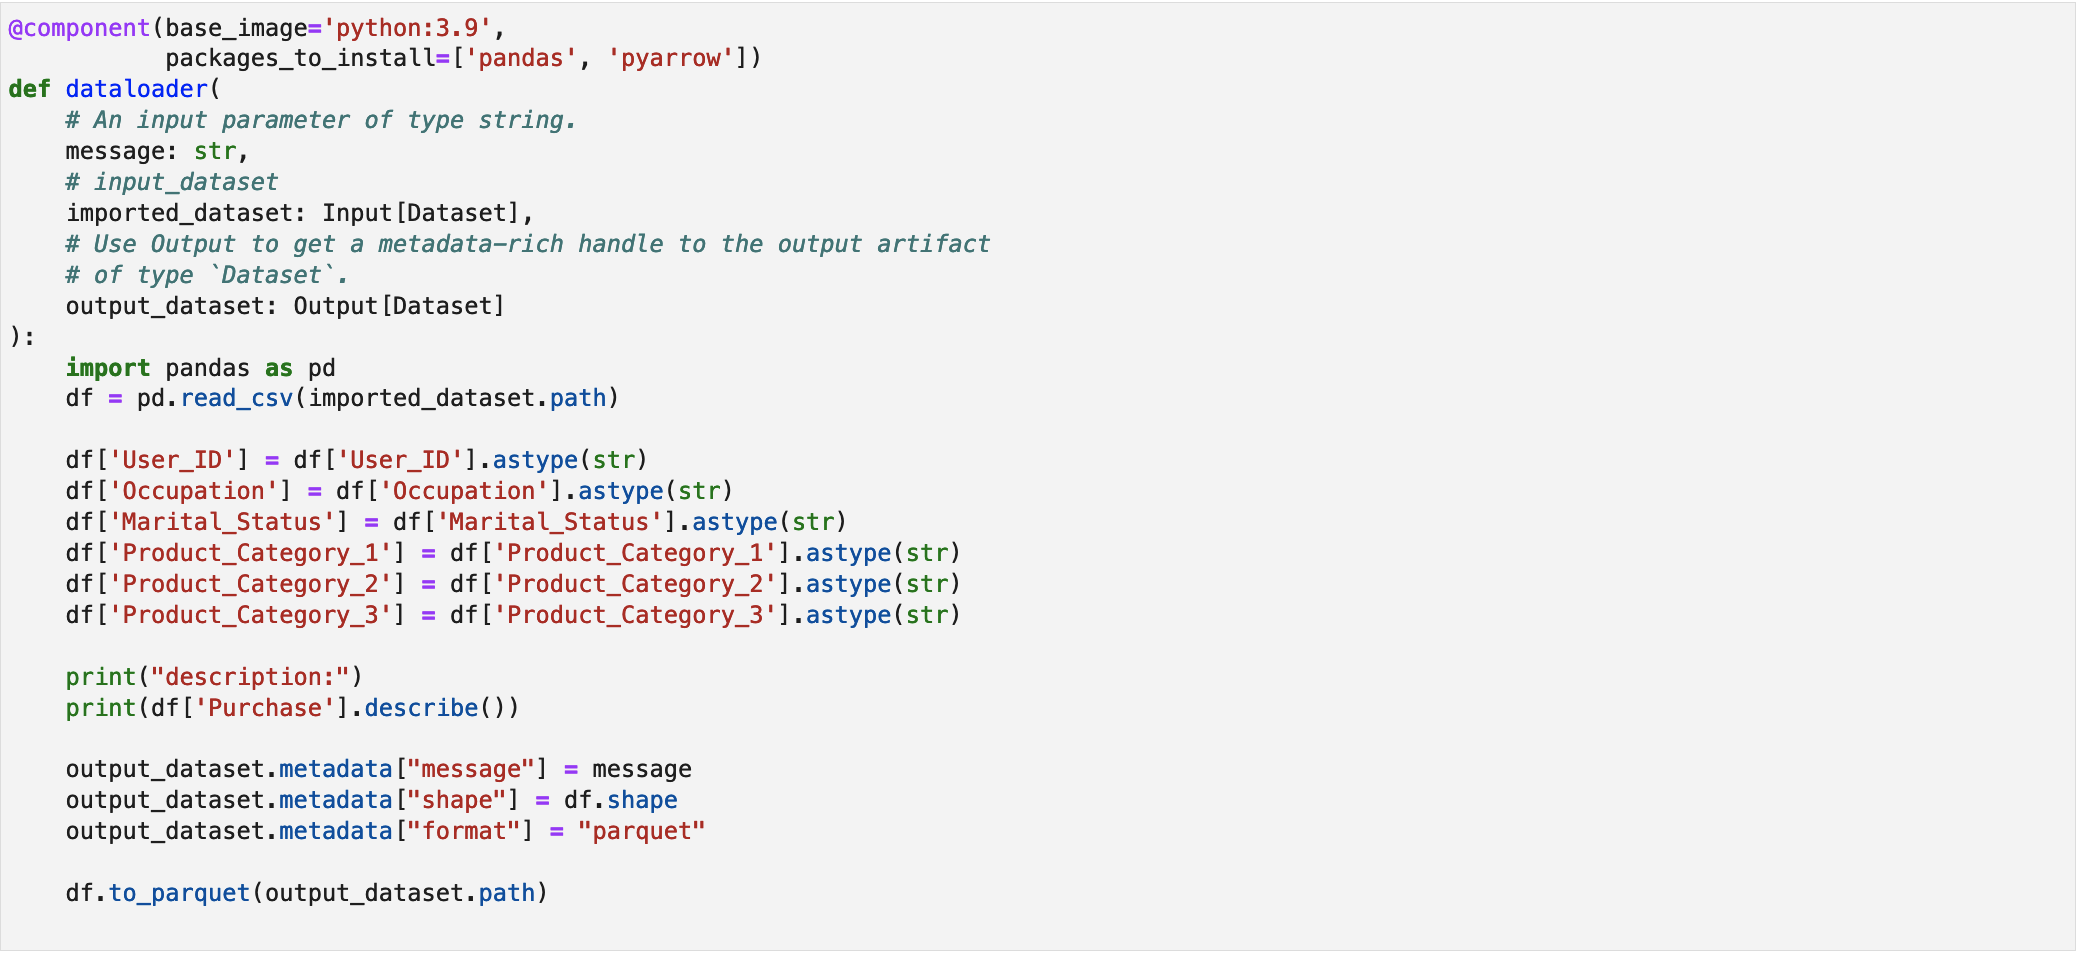 @component(base_image='python:3.9',
           packages_to_install=['pandas', 'pyarrow'])
def dataloader(
    # An input parameter of type string.
    message: str,
    # input_dataset
    imported_dataset: Input[Dataset],
    # Use Output to get a metadata-rich handle to the output artifact
    # of type `Dataset`.
    output_dataset: Output[Dataset]
):
    import pandas as pd
    df = pd.read_csv(imported_dataset.path)

    df['User_ID'] = df['User_ID'].astype(str)
    df['Occupation'] = df['Occupation'].astype(str)
    df['Marital_Status'] = df['Marital_Status'].astype(str)
    df['Product_Category_1'] = df['Product_Category_1'].astype(str)
    df['Product_Category_2'] = df['Product_Category_2'].astype(str)
    df['Product_Category_3'] = df['Product_Category_3'].astype(str)

    print("description:")
    print(df['Purchase'].describe())

    output_dataset.metadata["message"] = message
    output_dataset.metadata["shape"] = df.shape
    output_dataset.metadata["format"] = "parquet"

    df.to_parquet(output_dataset.path)